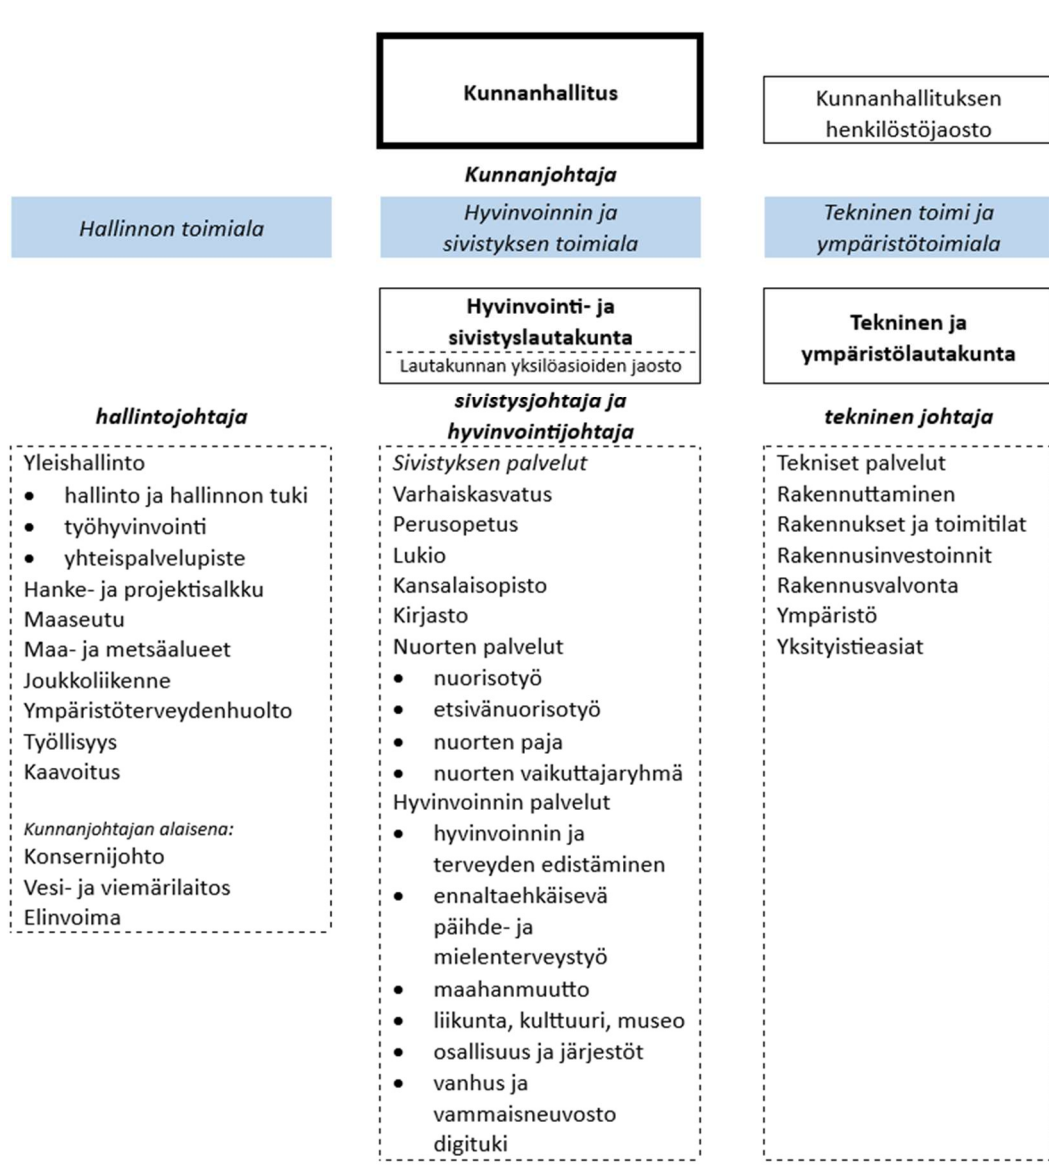 Kunnanhallitus
Kunnanhallituksen
henkilöstöjaosto
Kunnanjohtaja
Hallinnon toimiala
Hyvinvoinnin ja
sivistyksen toimiala
Tekninen toimi ja
ympäristötoimiala
Hyvinvointi- ja
sivistyslautakunta
Lautakunnan yksilöasioiden jaosto
Tekninen ja
ympäristölautakunta
hallintojohtaja
Yleishallinto
• hallinto ja hallinnon tuki
• työhyvinvointi
• yhteispalvelupiste
Hanke- ja projektisalkku
Maaseutu
Maa- ja metsäalueet
Joukkoliikenne
Ympäristöterveydenhuolto
Työllisyys
Kaavoitus
Kunnanjohtajan alaisena:
Konsernijohto
Vesi- ja viemärilaitos
Elinvoima
sivistysjohtaja ja
hyvinvointijohtaja
Sivistyksen palvelut
Varhaiskasvatus
Perusopetus
Lukio
Kansalaisopisto
Kirjasto
Nuorten palvelut
• nuorisotyö
• etsivänuorisotyö
• nuorten paja
• nuorten vaikuttajaryhmä
Hyvinvoinnin palvelut
• hyvinvoinnin ja
terveyden edistäminen
• ennaltaehkäisevä
päihde- ja
mielenterveystyö
• maahanmuutto
• liikunta, kulttuuri, museo
• osallisuus ja järjestöt
• vanhus ja
vammaisneuvosto
digituki
tekninen johtaja
Tekniset palvelut
Rakennuttaminen
Rakennukset ja toimitilat
Rakennusinvestoinnit
Rakennusvalvonta
Ympäristö
Yksityistieasiat